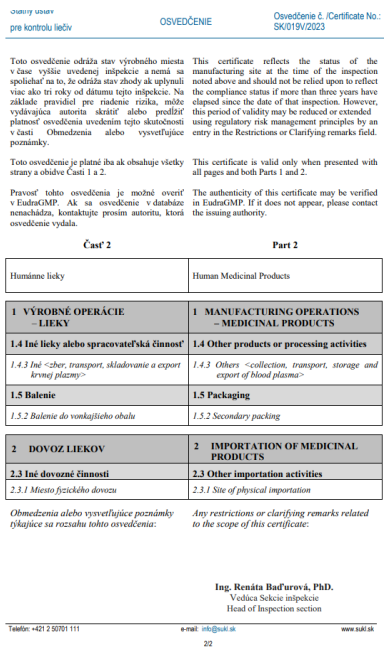 Štátny ústav
pre kontrolu liečiv
OSVEDČENIE
Osvedčenie č. /Certificate No.:
SK/019V/2023
Toto osvedčenie odráža stav výrobného miesta
v čase vyššie uvedenej inšpekcie a nemá sa
spoliehať na to, že odráža stav zhody ak uplynuli
viac ako tri roky od dátumu tejto inšpekcie. Na
základe pravidiel pre riadenie rizika, môže
vydávajúca autorita skrátiť alebo predĺžiť
platnosť osvedčenia uvedením tejto skutočnosti
v časti Obmedzenia alebo vysvetľujúce
poznámky.
This certificate reflects the status of the
manufacturing site at the time of the inspection
noted above and should not be relied upon to reflect
the compliance status if more than three years have
elapsed since the date of that inspection. However,
this period of validity may be reduced or extended
using regulatory risk management principles by an
entry in the Restrictions or Clarifying remarks field.
Toto osvedčenie je platné iba ak obsahuje všetky
strany a obidve Časti 1 a 2.
This certificate is valid only when presented with
all pages and both Parts 1 and 2.
Pravosť tohto osvedčenia je možné overiť
v EudraGMP. Ak sa osvedčenie v databáze
nenachádza, kontaktujte prosím autoritu, ktorá
osvedčenie vydala.
The authenticity of this certificate may be verified
in EudraGMP. If it does not appear, please contact
the issuing authority.
Časť 2
Part 2
Humánne lieky
Human Medicinal Products
1 VÝROBNÉ OPERÁCIE
– LIEKY
1 MANUFACTURING OPERATIONS
– MEDICINAL PRODUCTS
1.4 Iné lieky alebo spracovateľská činnosť
1.4 Other products or processing activities
1.4.3 Iné <zber, transport, skladovanie a export
krvnej plazmy>
1.4.3 Others <collection, transport, storage and
export of blood plasma>
1.5 Balenie
1.5 Packaging
1.5.2 Balenie do vonkajšieho obalu
1.5.2 Secondary packing
2 DOVOZ LIEKOV
2 IMPORTATION OF MEDICINAL
PRODUCTS
2.3 Iné dovozné činnosti
2.3 Other importation activities
2.3.1 Miesto fyzického dovozu
2.3.1 Site of physical importation
Obmedzenia alebo vysvetľujúce poznámky
týkajúce sa rozsahu tohto osvedčenia:
Any restrictions or clarifying remarks related
to the scope of this certificate:
Ing. Renáta Baďurová, PhD.
Vedúca Sekcie inšpekcie
Head of Inspection section
Telefón: +421 2 50701 111
e-mail: info@sukl.sk
www.sukl.sk
2/2